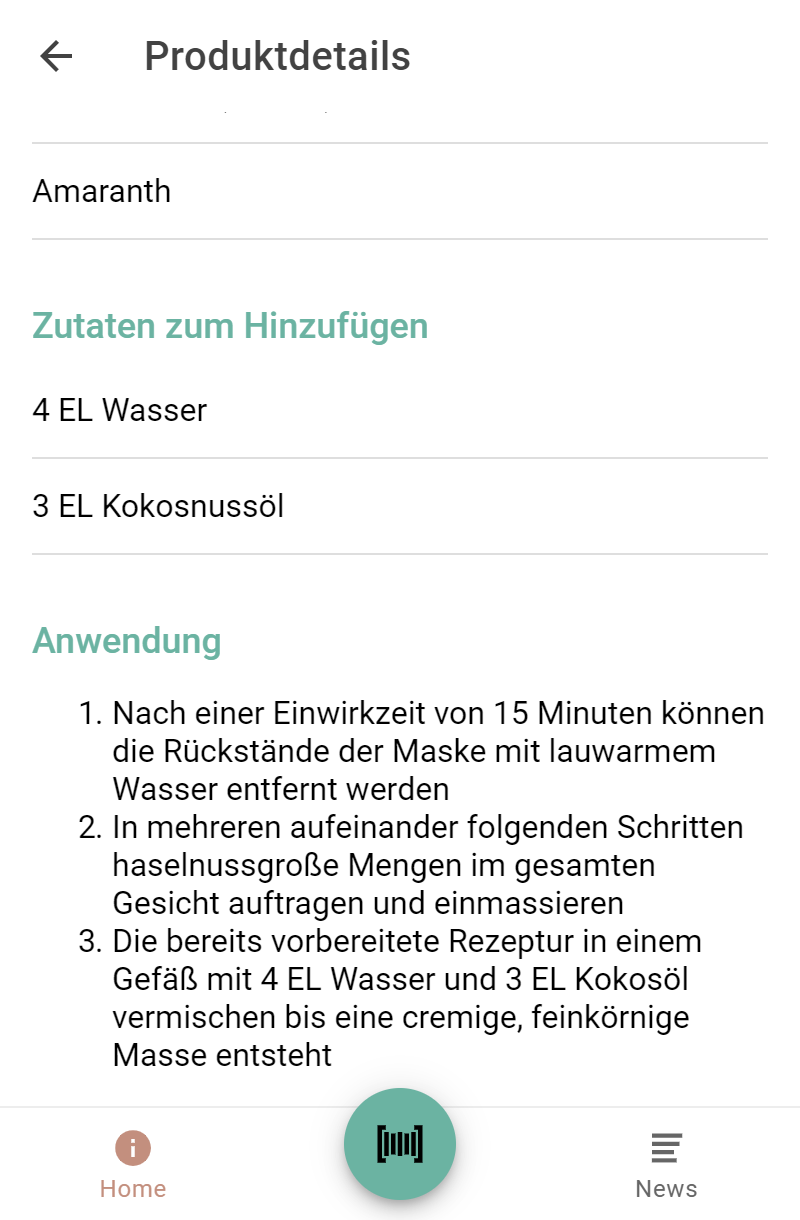 Produktdetails
Amaranth
Zutaten zum Hinzufügen
4 EL Wasser
3 EL Kokosnussöl
Anwendung
1. Nach einer Einwirkzeit von 15 Minuten können
die Rückstände der Maske mit lauwarmem
Wasser entfernt werden
2. In mehreren aufeinander folgenden Schritten
haselnussgroße Mengen im gesamten
Gesicht auftragen und einmassieren
3. Die bereits vorbereitete Rezeptur in einem
Gefäß mit 4 EL Wasser und 3 EL Kokosöl
vermischen bis eine cremige, feinkörnige
Masse entsteht
Home
News